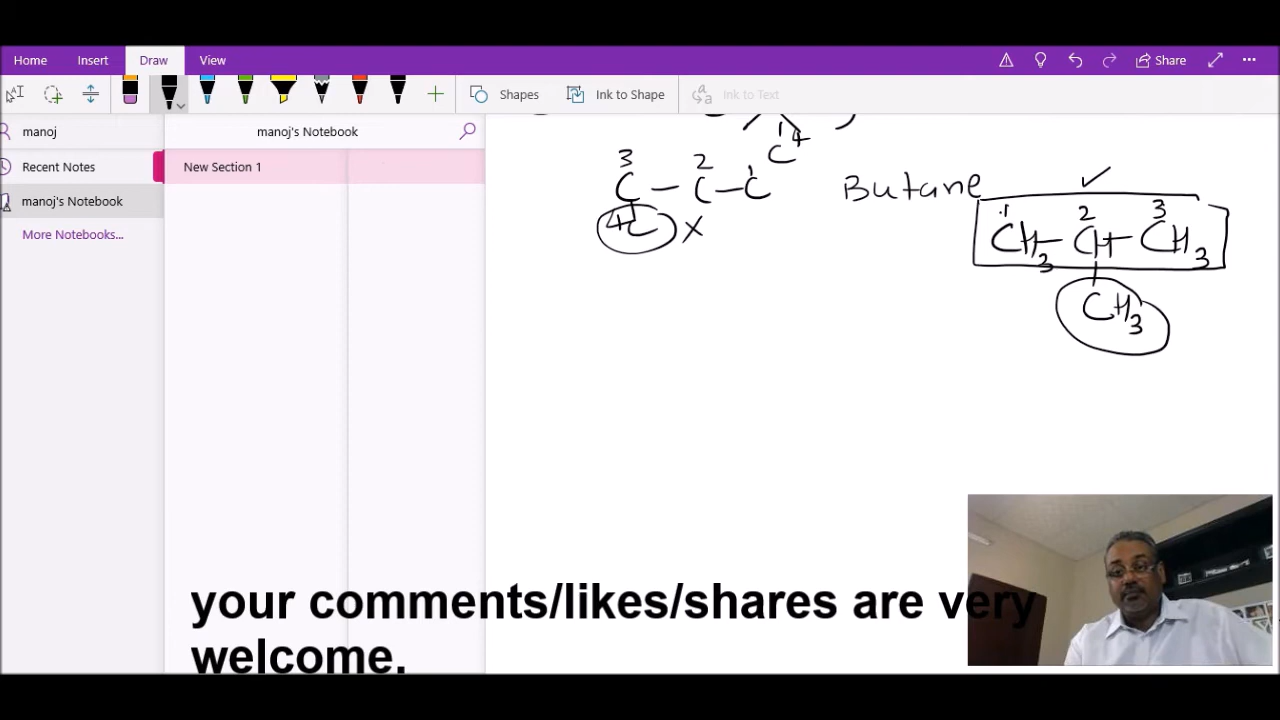 Home Insert Draw View Share
Shapes Ink to Shape Ink to Text
manoj
manoj's Notebook
Recent Notes
New Section 1
manoj's Notebook
More Notebooks...
1 4
C
3 2 1
C — C — C
4C X
Butane
✓
1 2 3
CH3 — CH — CH3
CH3
your comments/likes/shares are very
welcome.